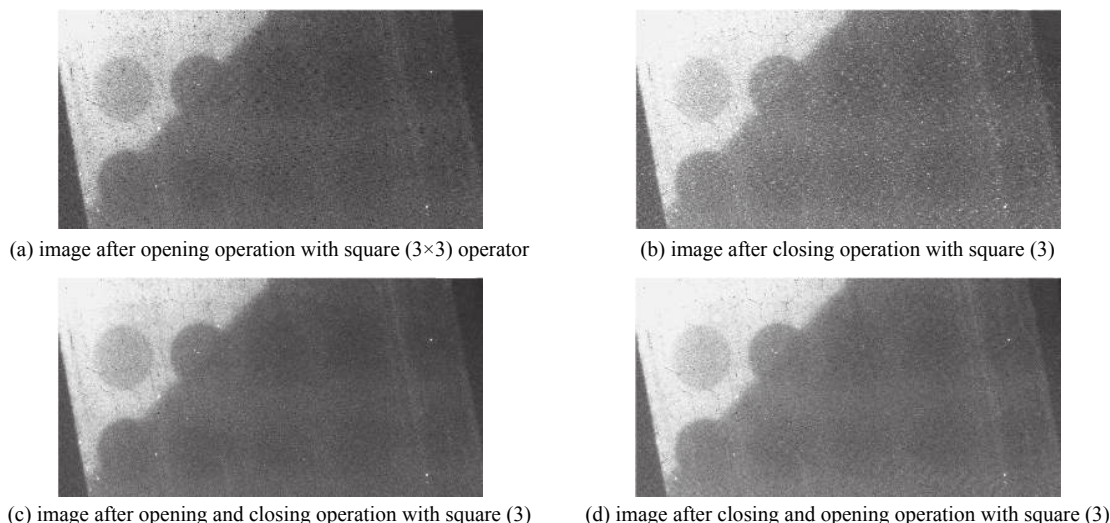 (a) image after opening operation with square (3×3) operator
(b) image after closing operation with square (3)
(c) image after opening and closing operation with square (3)
(d) image after closing and opening operation with square (3)